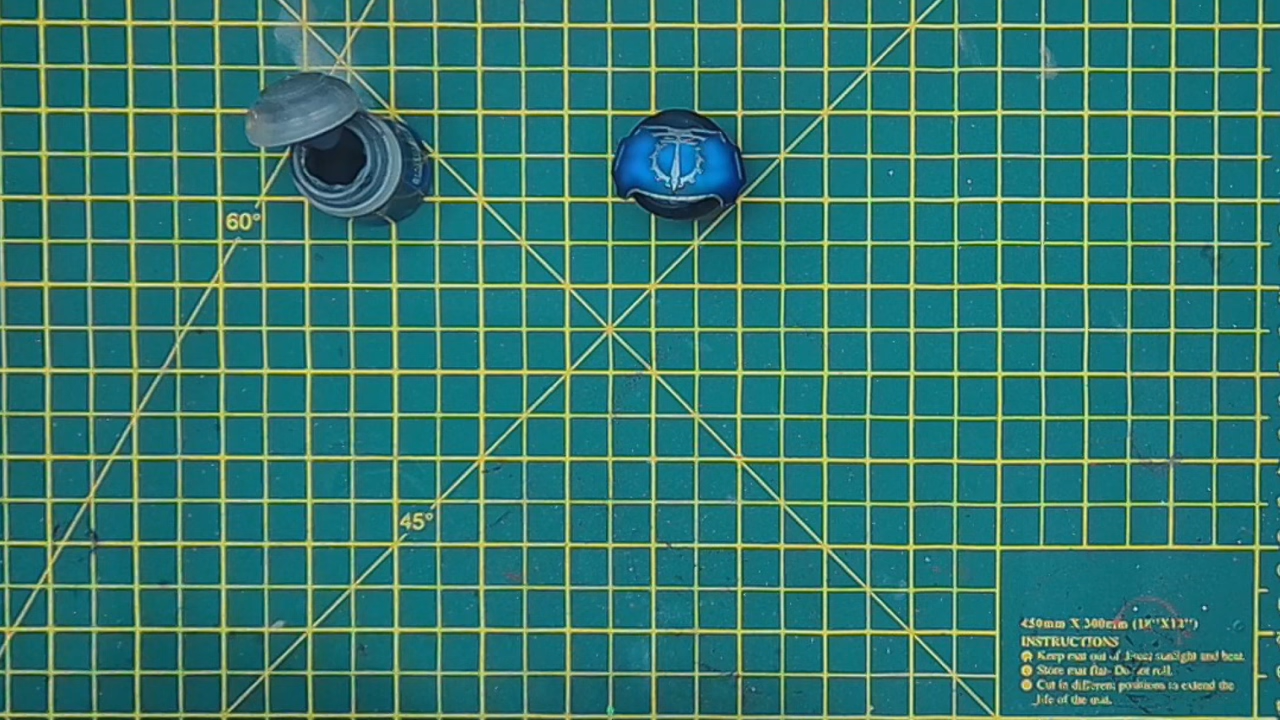 60°
45°
450mm X 300mm (18"X12")
INSTRUCTIONS
Keep mat out of direct sunlight and heat.
Store mat flat- Do not roll.
Cut in different positions to extend the
life of the mat.